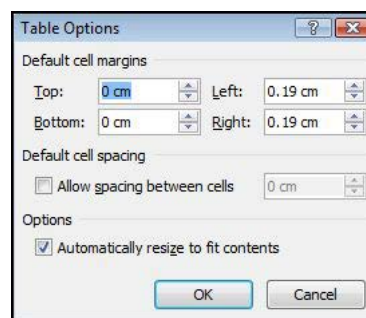 Table Options
Default cell margins
Top: 0 cm Left: 0.19 cm
Bottom: 0 cm Right: 0.19 cm
Default cell spacing
Allow spacing between cells 0 cm
Options
Automatically resize to fit contents
OK Cancel